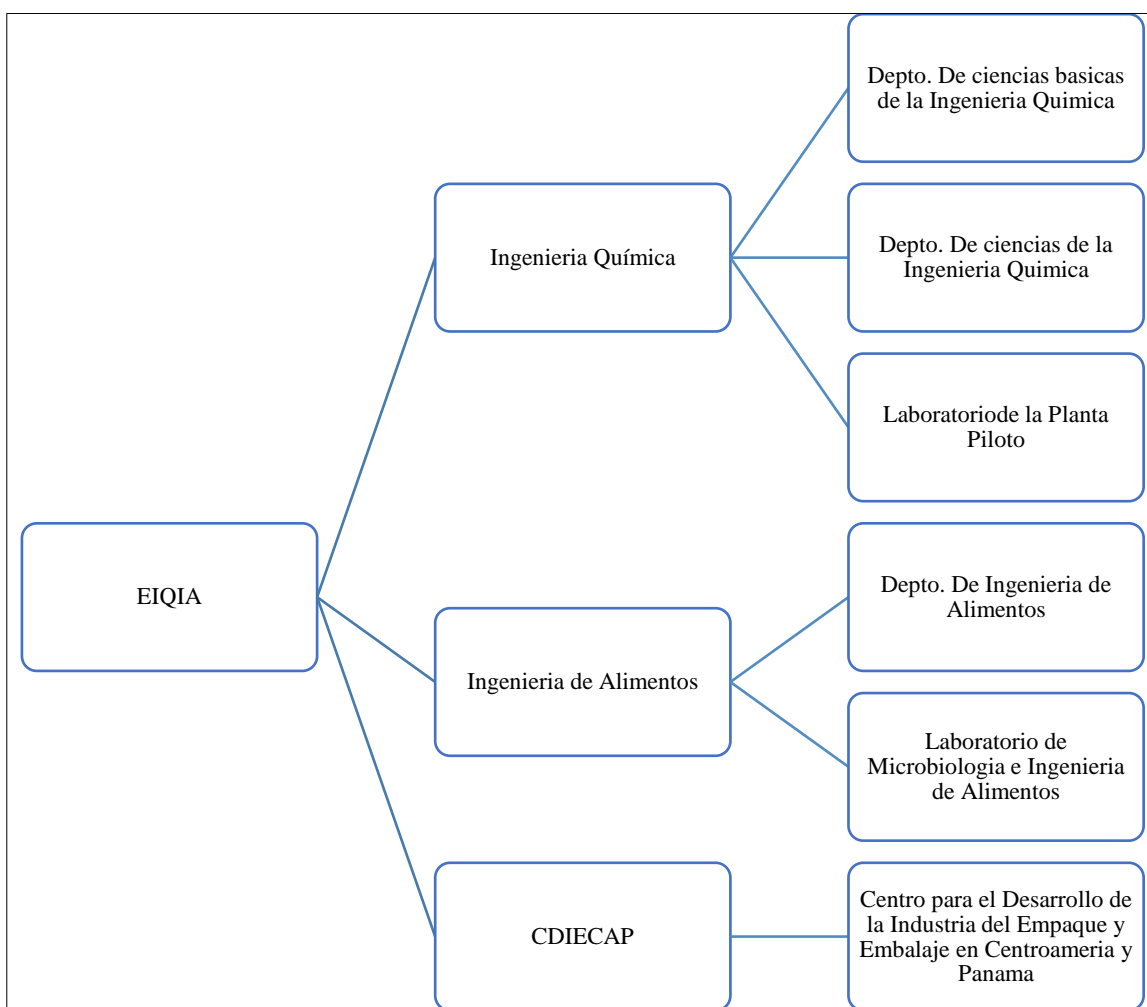 Depto. De ciencias basicas
de la Ingenieria Quimica
Ingenieria Química
Depto. De ciencias de la
Ingenieria Quimica
Laboratoriode la Planta
Piloto
EIQIA
Depto. De Ingenieria de
Alimentos
Ingenieria de Alimentos
Laboratorio de
Microbiologia e Ingenieria
de Alimentos
CDIECAP
Centro para el Desarrollo de
la Industria del Empaque y
Embalaje en Centroameria y
Panama